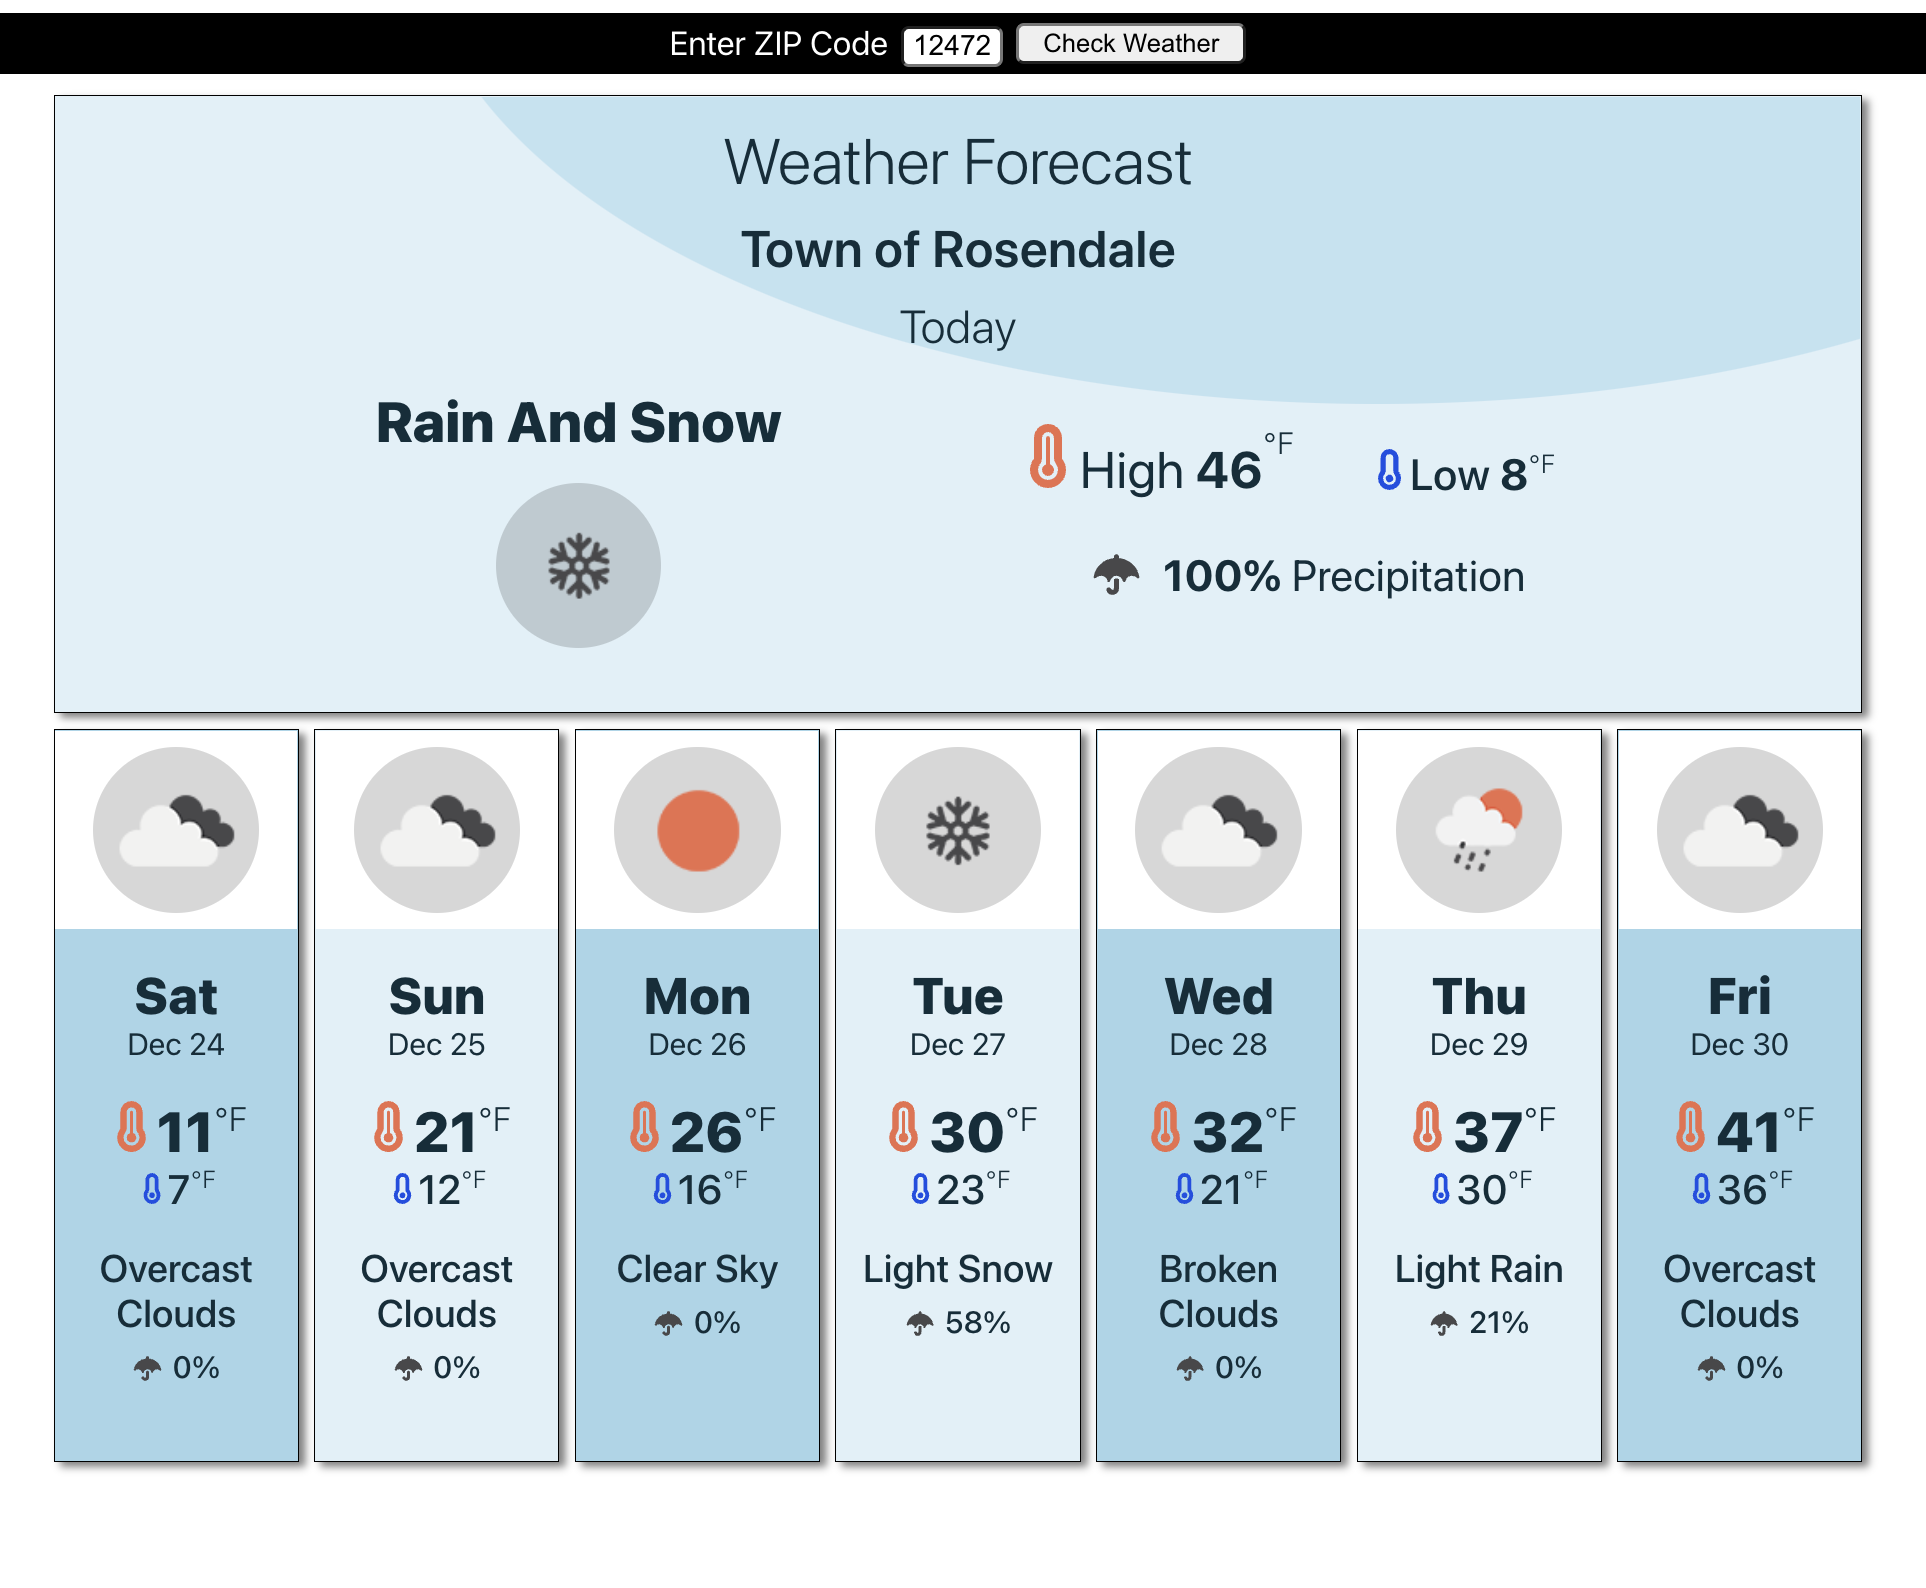 Enter ZIP Code 12472 Check Weather
Weather Forecast
Town of Rosendale
Today
Rain And Snow
High 46°F Low 8°F
100% Precipitation
Sat
Dec 24
11°F
7°F
Overcast
Clouds
0%
Sun
Dec 25
21°F
12°F
Overcast
Clouds
0%
Mon
Dec 26
26°F
16°F
Clear Sky
0%
Tue
Dec 27
30°F
23°F
Light Snow
58%
Wed
Dec 28
32°F
21°F
Broken
Clouds
0%
Thu
Dec 29
37°F
30°F
Light Rain
21%
Fri
Dec 30
41°F
36°F
Overcast
Clouds
0%